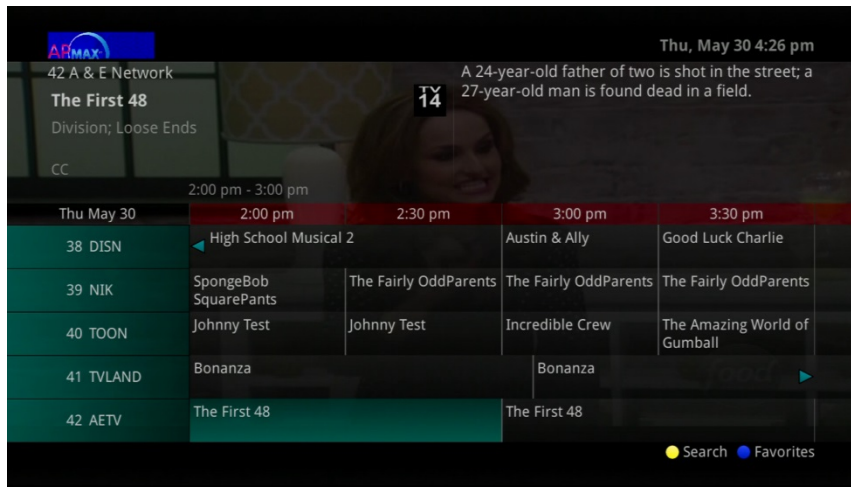 APMAX
Thu, May 30 4:26 pm
42 A & E Network
The First 48
Division; Loose Ends
CC
TV
14
A 24-year-old father of two is shot in the street; a
27-year-old man is found dead in a field.
2:00 pm - 3:00 pm
Thu May 30 2:00 pm 2:30 pm 3:00 pm 3:30 pm
38 DISN High School Musical 2 Austin & Ally Good Luck Charlie
39 NIK SpongeBob The Fairly OddParents The Fairly OddParents The Fairly OddParents
SquarePants
40 TOON Johnny Test Johnny Test Incredible Crew The Amazing World of
Gumball
41 TVLAND Bonanza Bonanza
food
42 AETV The First 48 The First 48
Search Favorites